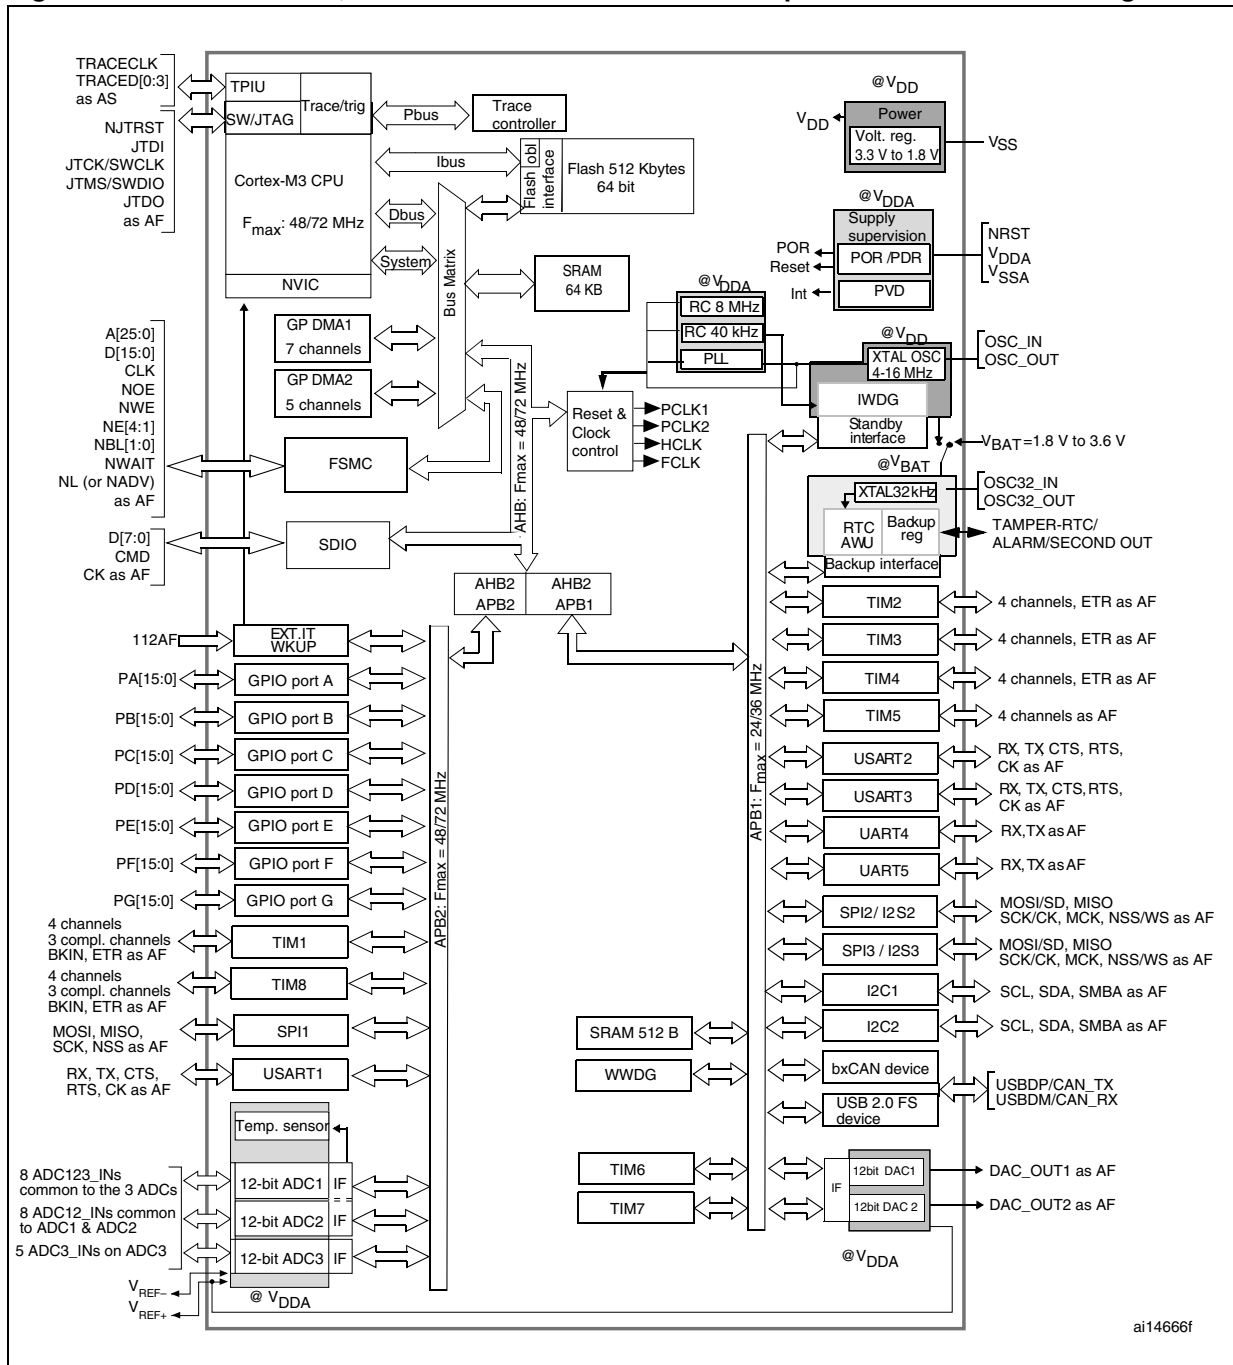 TRACECLK
TRACED[0:3]
as AS
NJTRST
JTDI
JTCK/SWCLK
JTMS/SWDIO
JTDO
as AF
TPIU
SW/JTAG
Trace/trig
Pbus
Trace
controller
Cortex-M3 CPU
Fmax: 48/72 MHz
NVIC
Ibus
Dbus
System
Flash obl
interface
Flash 512 Kbytes
64 bit
Bus Matrix
SRAM
64 KB
GP DMA1
7 channels
GP DMA2
5 channels
@VDD
Power
VDD
Volt. reg.
3.3 V to 1.8 V
VSS
@VDDA
Supply
supervision
POR
Reset
Int
POR /PDR
PVD
NRST
VDDA
VSSA
@VDDA
RC 8 MHz
RC 40 kHz
PLL
@VDD
XTAL OSC
4-16 MHz
OSC_IN
OSC_OUT
IWDG
Standby
interface
VBAT=1.8 V to 3.6 V
Reset &
Clock
control
PCLK1
PCLK2
HCLK
FCLK
A[25:0]
D[15:0]
CLK
NOE
NWE
NE[4:1]
NBL[1:0]
NWAIT
NL (or NADV)
as AF
FSMC
D[7:0]
CMD
CK as AF
SDIO
AHB: Fmax = 48/72 MHz
@VBAT
XTAL32kHz
OSC32_IN
OSC32_OUT
RTC
AWU
Backup
reg
Backup interface
TAMPER-RTC/
ALARM/SECOND OUT
AHB2
APB2
AHB2
APB1
112AF
EXT.IT
WKUP
PA[15:0]
GPIO port A
PB[15:0]
GPIO port B
PC[15:0]
GPIO port C
PD[15:0]
GPIO port D
PE[15:0]
GPIO port E
PF[15:0]
GPIO port F
PG[15:0]
GPIO port G
4 channels
3 compl. channels
BKIN, ETR as AF
TIM1
4 channels
3 compl. channels
BKIN, ETR as AF
TIM8
MOSI, MISO,
SCK, NSS as AF
SPI1
RX, TX, CTS,
RTS, CK as AF
USART1
APB2: Fmax = 48/72 MHz
APB1: Fmax = 24/36 MHz
TIM2
4 channels, ETR as AF
TIM3
4 channels, ETR as AF
TIM4
4 channels, ETR as AF
TIM5
4 channels as AF
USART2
RX, TX CTS, RTS,
CK as AF
USART3
RX, TX, CTS, RTS,
CK as AF
UART4
RX,TX as AF
UART5
RX,TX as AF
SPI2/ I2S2
MOSI/SD, MISO
SCK/CK, MCK, NSS/WS as AF
SPI3 / I2S3
MOSI/SD, MISO
SCK/CK, MCK, NSS/WS as AF
I2C1
SCL, SDA, SMBA as AF
I2C2
SCL, SDA, SMBA as AF
SRAM 512 B
WWDG
bxCAN device
USB 2.0 FS
device
USBDP/CAN_TX
USBDM/CAN_RX
TIM6
TIM7
IF
12bit DAC1
DAC_OUT1 as AF
12bit DAC 2
DAC_OUT2 as AF
@VDDA
Temp. sensor
8 ADC123_INs
common to the 3 ADCs
12-bit ADC1
IF
8 ADC12_INs common
to ADC1 & ADC2
12-bit ADC2
IF
5 ADC3_INs on ADC3
12-bit ADC3
IF
VREF–
VREF+
@ VDDA
ai14666f